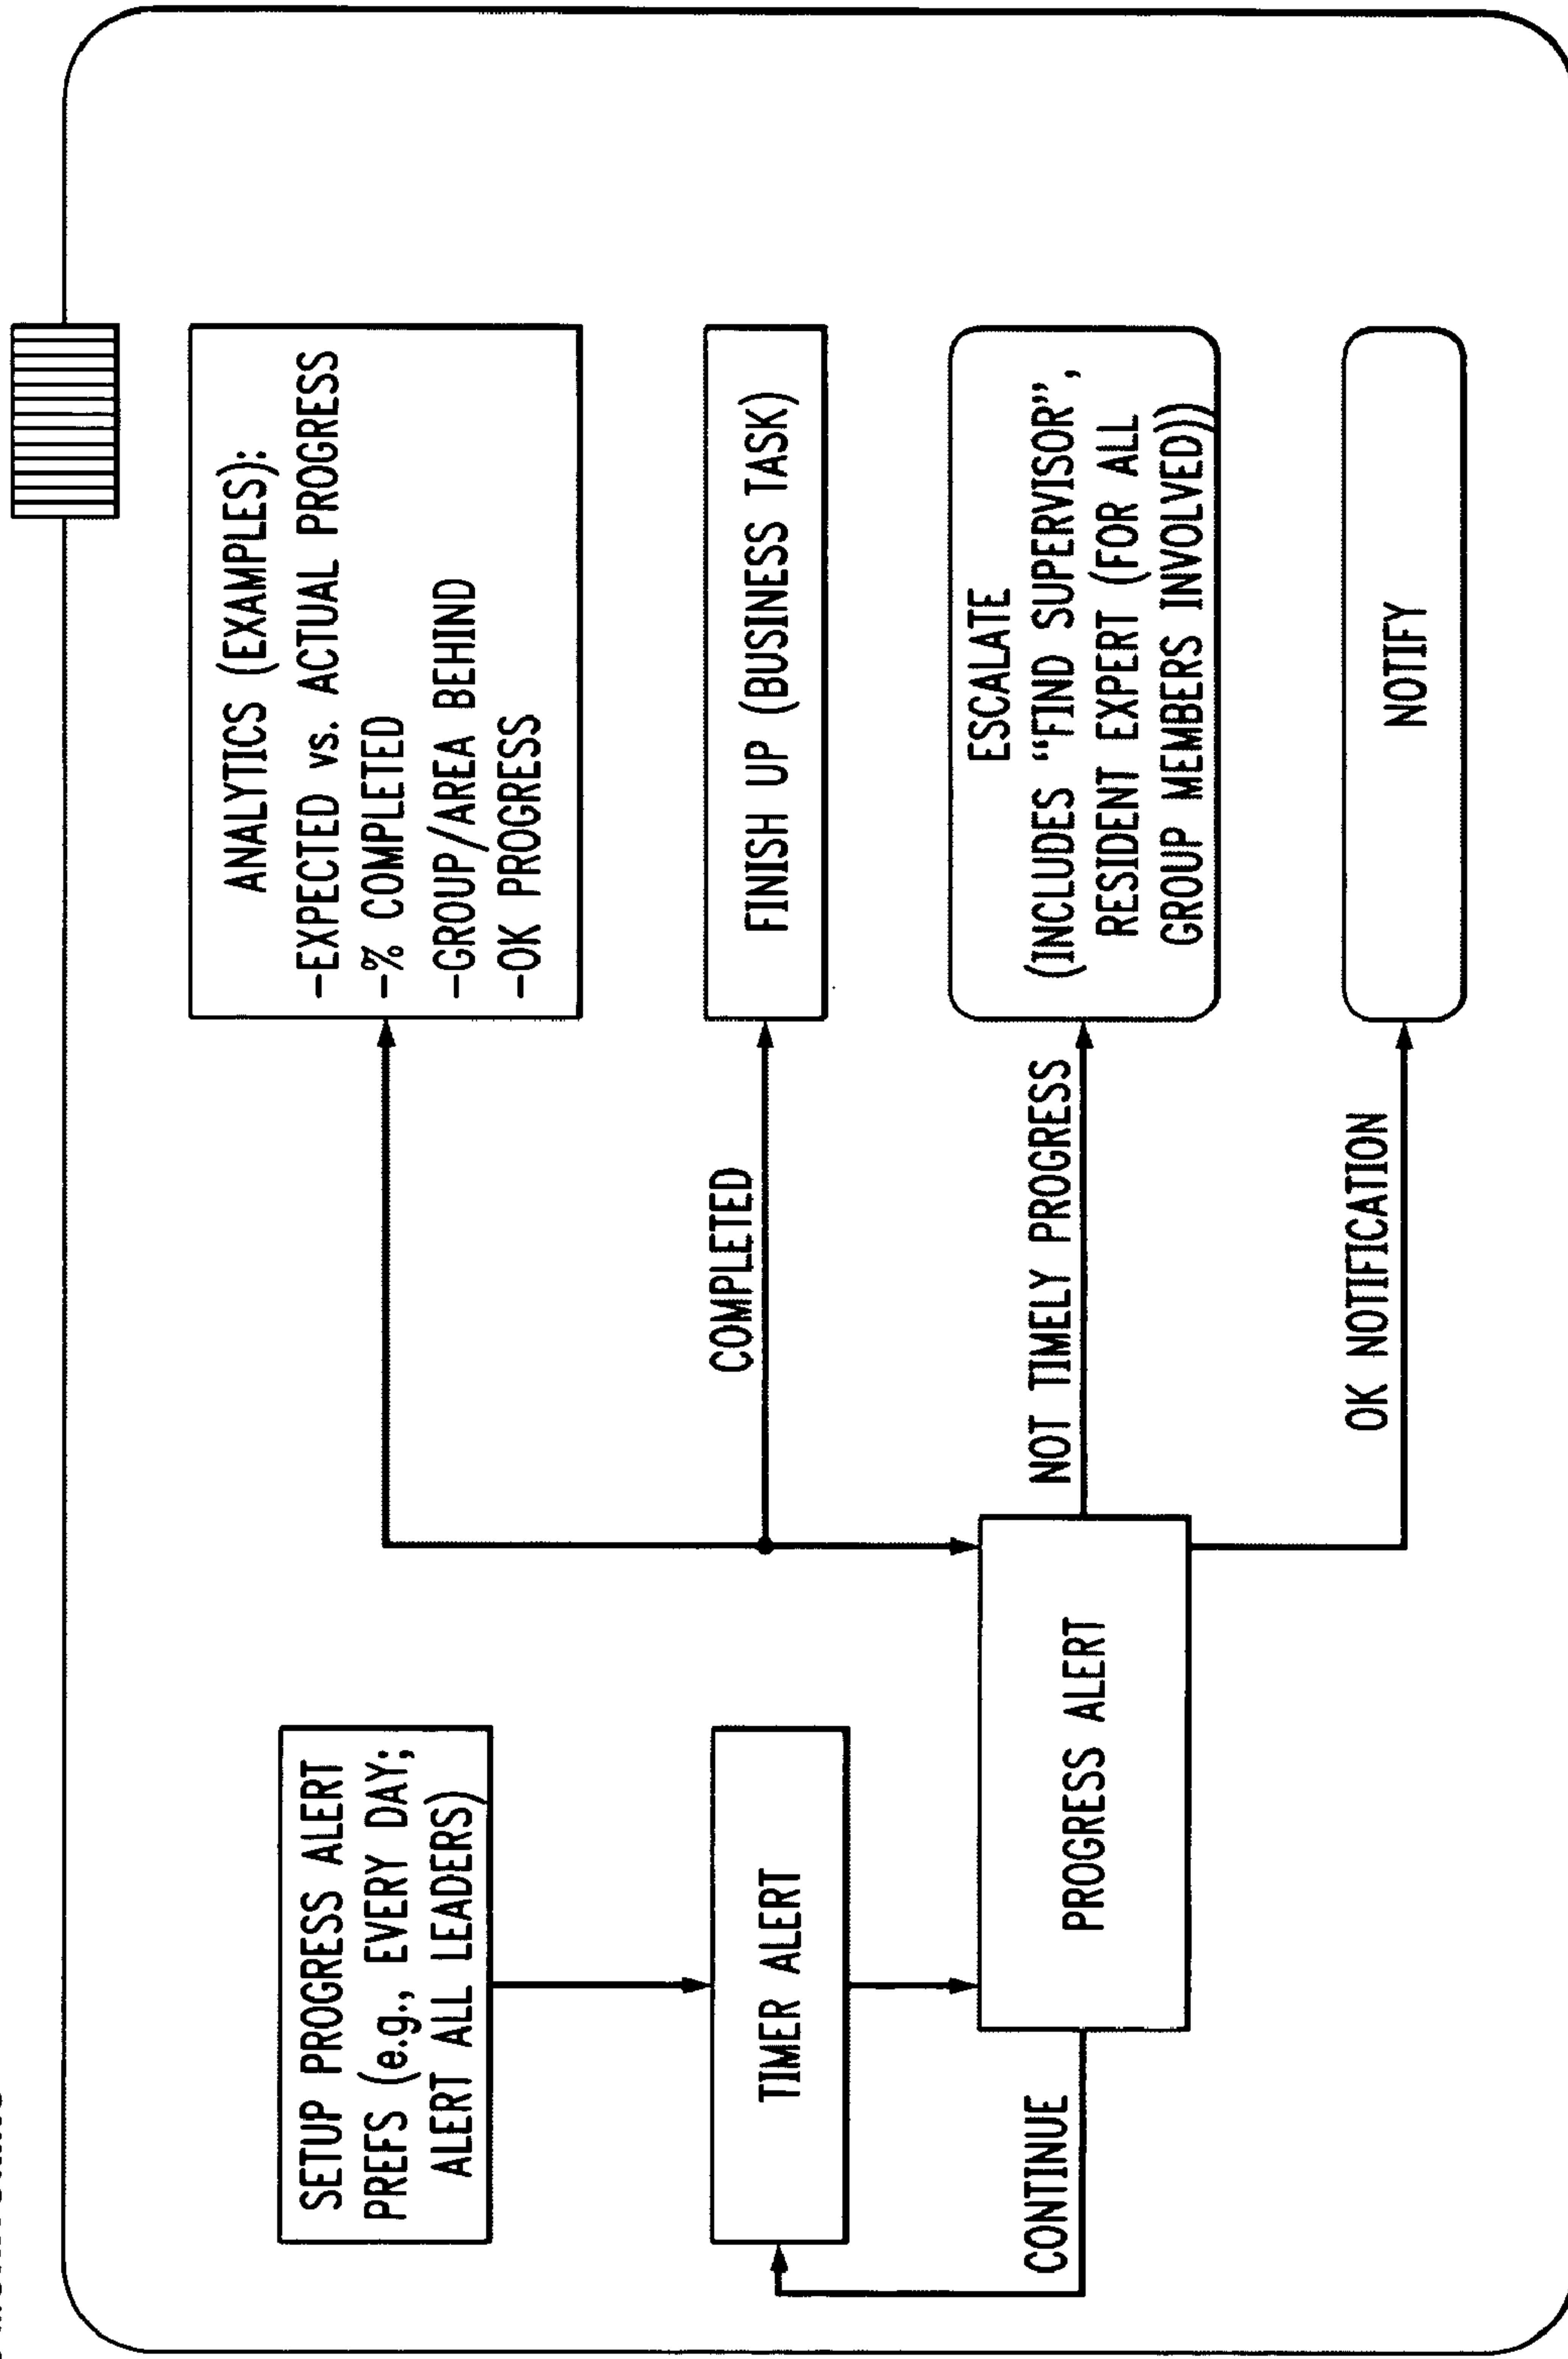 SETUP PROGRESS ALERT
PREFS (e.g., EVERY DAY;
ALERT ALL LEADERS)
TIMER ALERT
CONTINUE
PROGRESS ALERT
ANALYTICS (EXAMPLES):
-EXPECTED vs. ACTUAL PROGRESS
-% COMPLETED
-GROUP/AREA BEHIND
-OK PROGRESS
COMPLETED
FINISH UP (BUSINESS TASK)
NOT TIMELY PROGRESS
ESCALATE
(INCLUDES “FIND SUPERVISOR”,
RESIDENT EXPERT (FOR ALL
GROUP MEMBERS INVOLVED))
OK NOTIFICATION
NOTIFY